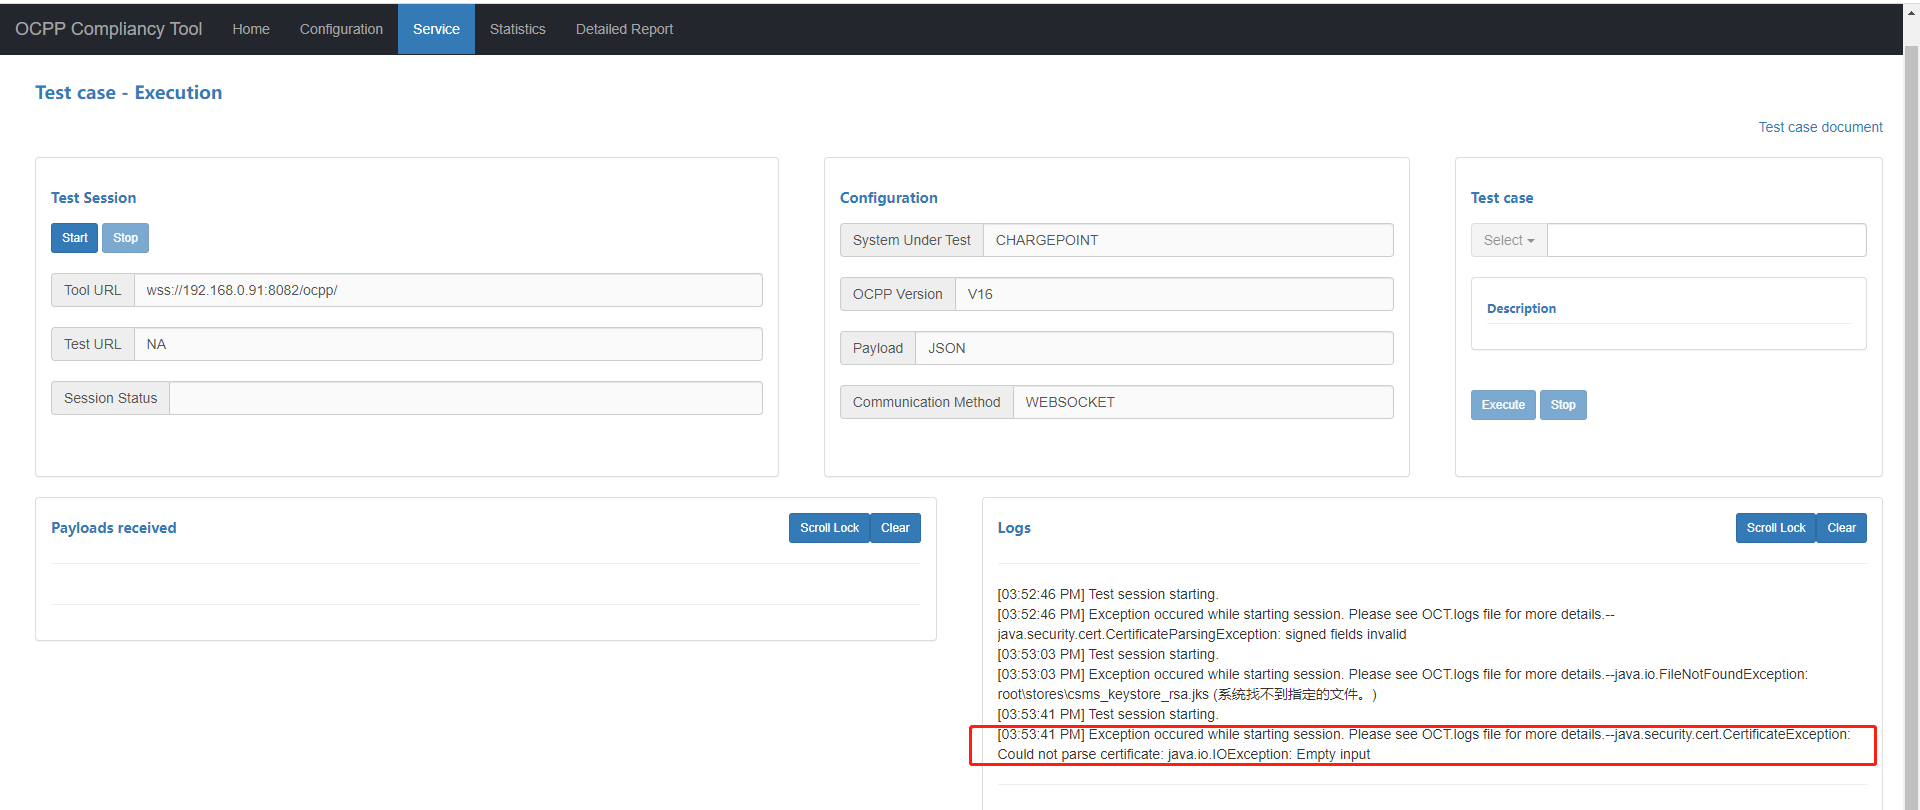 OCPP Compliancy Tool Home Configuration Service Statistics Detailed Report
Test case - Execution
Test case document
Test Session
Start Stop
Tool URL wss://192.168.0.91:8082/ocpp/
Test URL NA
Session Status
Configuration
System Under Test CHARGEPOINT
OCPP Version V16
Payload JSON
Communication Method WEBSOCKET
Test case
Select
Description
Execute Stop
Payloads received Scroll Lock Clear
Logs Scroll Lock Clear
[03:52:46 PM] Test session starting.
[03:52:46 PM] Exception occured while starting session. Please see OCT.logs file for more details.--
java.security.cert.CertificateParsingException: signed fields invalid
[03:53:03 PM] Test session starting.
[03:53:03 PM] Exception occured while starting session. Please see OCT.logs file for more details.--java.io.FileNotFoundException:
root\stores\csms_keystore_rsa.jks (系统找不到指定的文件。)
[03:53:41 PM] Test session starting.
[03:53:41 PM] Exception occured while starting session. Please see OCT.logs file for more details.--java.security.cert.CertificateException:
Could not parse certificate: java.io.IOException: Empty input